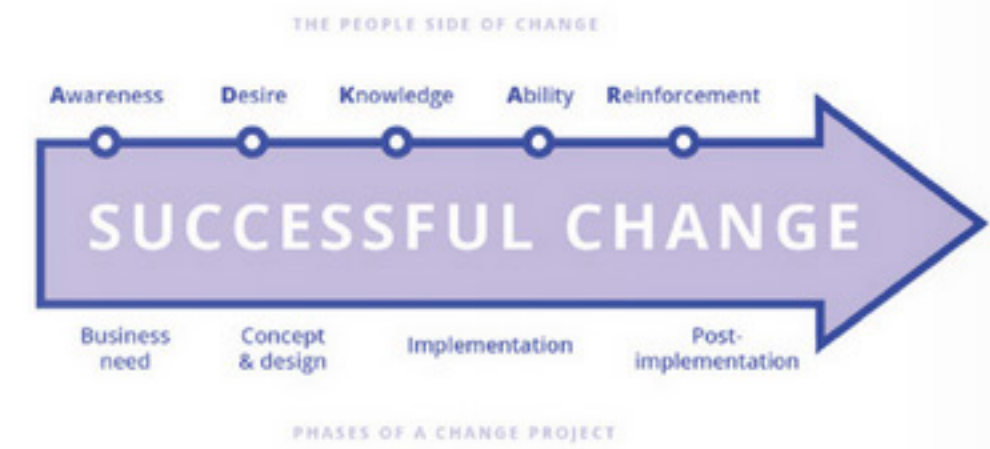 THE PEOPLE SIDE OF CHANGE
Awareness Desire Knowledge Ability Reinforcement
SUCCESSFUL CHANGE
Business Concept Implementation Post-
need & design implementation
PHASES OF A CHANGE PROJECT